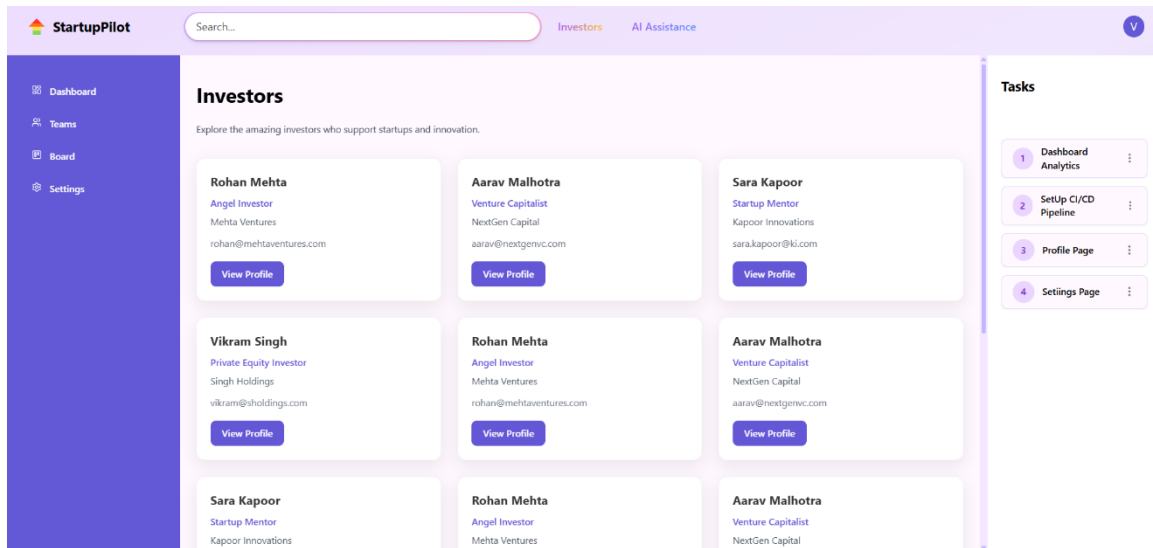 StartupPilot
Search...
Investors
AI Assistance
V
Dashboard
Teams
Board
Settings
Investors
Explore the amazing investors who support startups and innovation.
Rohan Mehta
Angel Investor
Mehta Ventures
rohan@mehtaventures.com
View Profile
Aarav Malhotra
Venture Capitalist
NextGen Capital
aarav@nextgenvc.com
View Profile
Sara Kapoor
Startup Mentor
Kapoor Innovations
sara.kapoor@ki.com
View Profile
Vikram Singh
Private Equity Investor
Singh Holdings
vikram@sholdings.com
View Profile
Rohan Mehta
Angel Investor
Mehta Ventures
rohan@mehtaventures.com
View Profile
Aarav Malhotra
Venture Capitalist
NextGen Capital
aarav@nextgenvc.com
View Profile
Sara Kapoor
Startup Mentor
Kapoor Innovations
Rohan Mehta
Angel Investor
Mehta Ventures
Aarav Malhotra
Venture Capitalist
NextGen Capital
Tasks
1
Dashboard
Analytics
2
SetUp CI/CD
Pipeline
3
Profile Page
4
Setiings Page